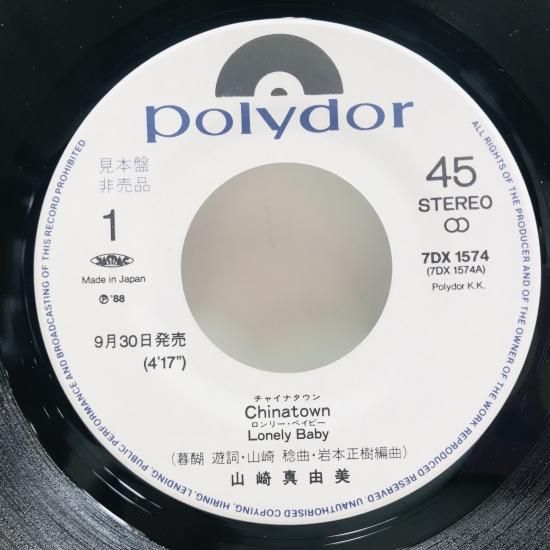 polydor
見本盤
非売品
1
JASRAC
Made in Japan
Ⓟ '88
9月30日発売
(4'17")
45
STEREO
7DX 1574
(7DX 1574A)
Polydor K.K.
チャイナタウン
Chinatown
ロンリー・ベイビー
Lonely Baby
(暮醐 遊詞・山崎 稔曲・岩本正樹編曲)
山崎真由美
ALL RIGHTS OF THE PRODUCER AND OF THE OWNER OF THE WORK REPRODUCED RESERVED. UNAUTHORISED COPYING, HIRING, LENDING, PUBLIC PERFORMANCE AND BROADCASTING OF THIS RECORD PROHIBITED